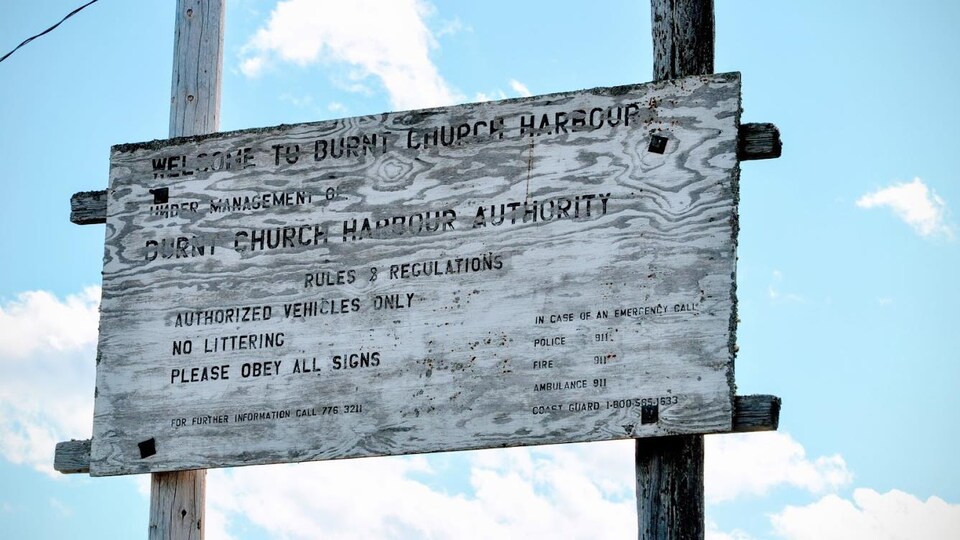 WELCOME TO BURNT CHURCH HARBOUR
UNDER MANAGEMENT OF
BURNT CHURCH HARBOUR AUTHORITY
RULES & REGULATIONS
AUTHORIZED VEHICLES ONLY
NO LITTERING
PLEASE OBEY ALL SIGNS
FOR FURTHER INFORMATION CALL 776 3211
IN CASE OF AN EMERGENCY CALL
POLICE 911
FIRE 911
AMBULANCE 911
COAST GUARD 1-800-565-1633